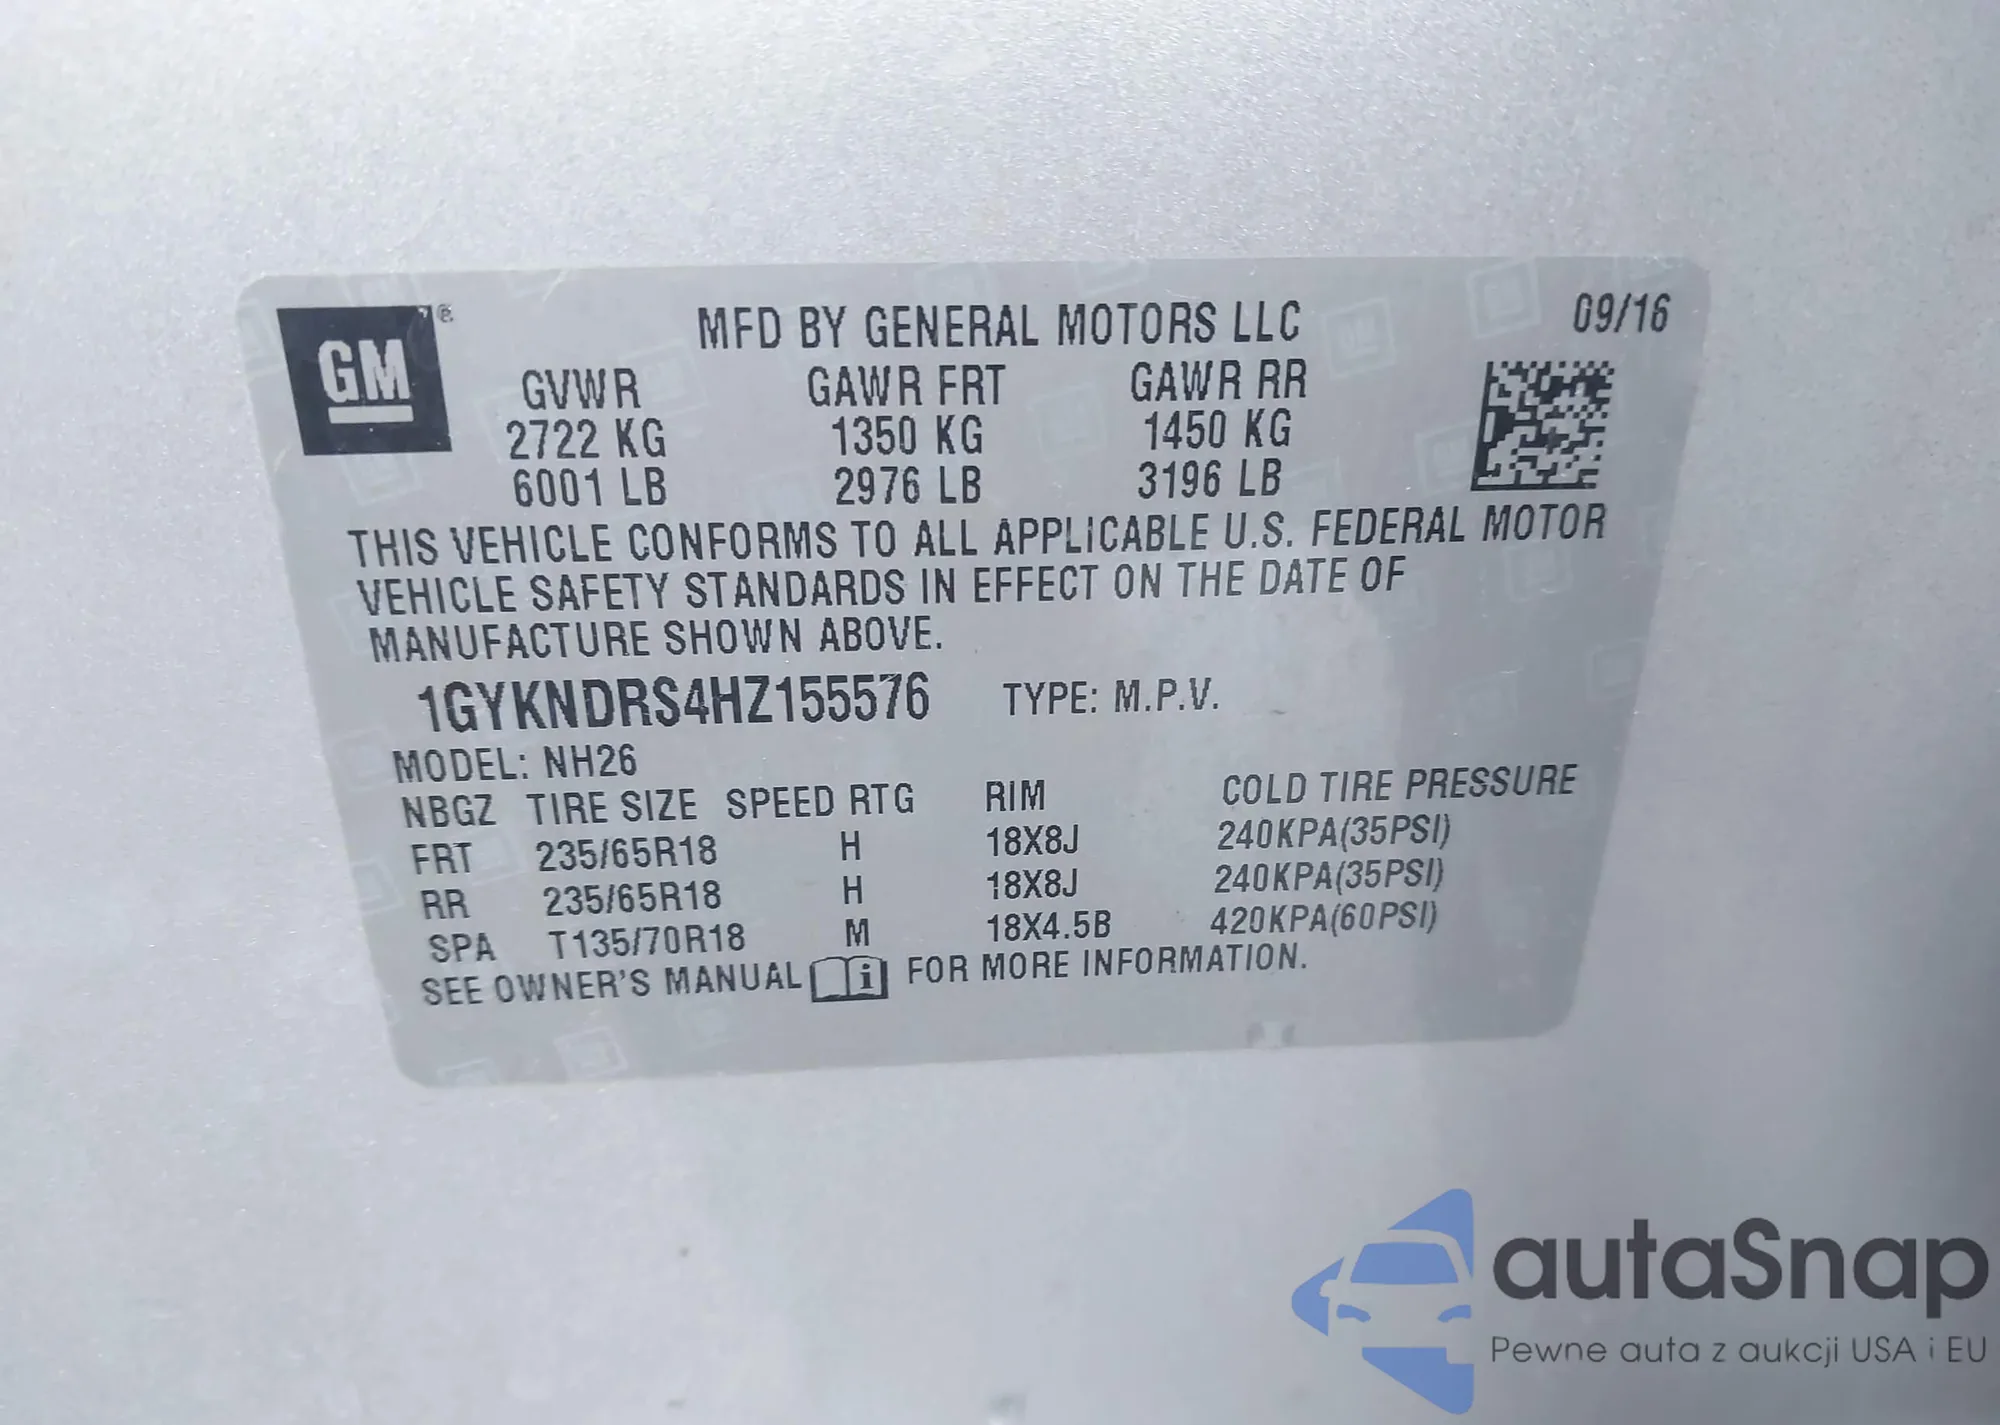 GM ®
MFD BY GENERAL MOTORS LLC 09/16
GVWR GAWR FRT GAWR RR
2722 KG 1350 KG 1450 KG
6001 LB 2976 LB 3196 LB
THIS VEHICLE CONFORMS TO ALL APPLICABLE U.S. FEDERAL MOTOR
VEHICLE SAFETY STANDARDS IN EFFECT ON THE DATE OF
MANUFACTURE SHOWN ABOVE.
1GYKNDRS4HZ155576 TYPE: M.P.V.
MODEL: NH26
NBGZ TIRE SIZE SPEED RTG RIM COLD TIRE PRESSURE
FRT 235/65R18 H 18X8J 240KPA(35PSI)
RR 235/65R18 H 18X8J 240KPA(35PSI)
SPA T135/70R18 M 18X4.5B 420KPA(60PSI)
SEE OWNER'S MANUAL i FOR MORE INFORMATION.
autaSnap
Pewne auta z aukcji USA i EU